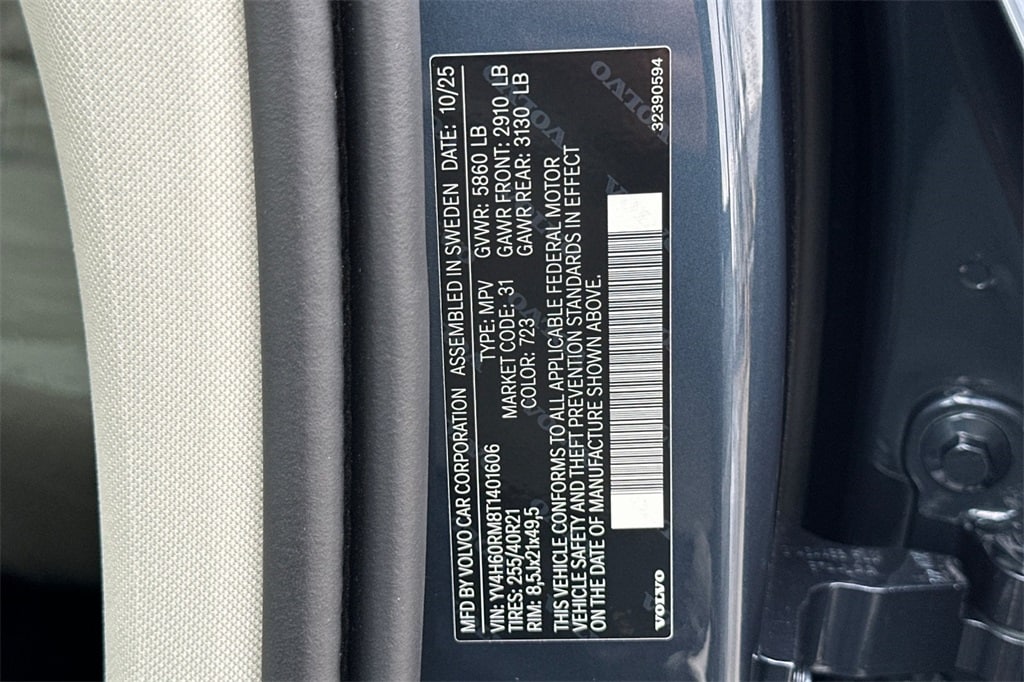 MFD BY VOLVO CAR CORPORATION ASSEMBLED IN SWEDEN DATE: 10/25
VIN: YV4H60RM8T1401606 TYPE: MPV GVWR: 5860 LB
TIRES: 255/40R21 MARKET CODE: 31 GAWR FRONT: 2910 LB
RIM: 8,5Jx21x49,5 COLOR: 723 GAWR REAR: 3130 LB
THIS VEHICLE CONFORMS TO ALL APPLICABLE FEDERAL MOTOR
VEHICLE SAFETY AND THEFT PREVENTION STANDARDS IN EFFECT
ON THE DATE OF MANUFACTURE SHOWN ABOVE.
VOLVO 32390594